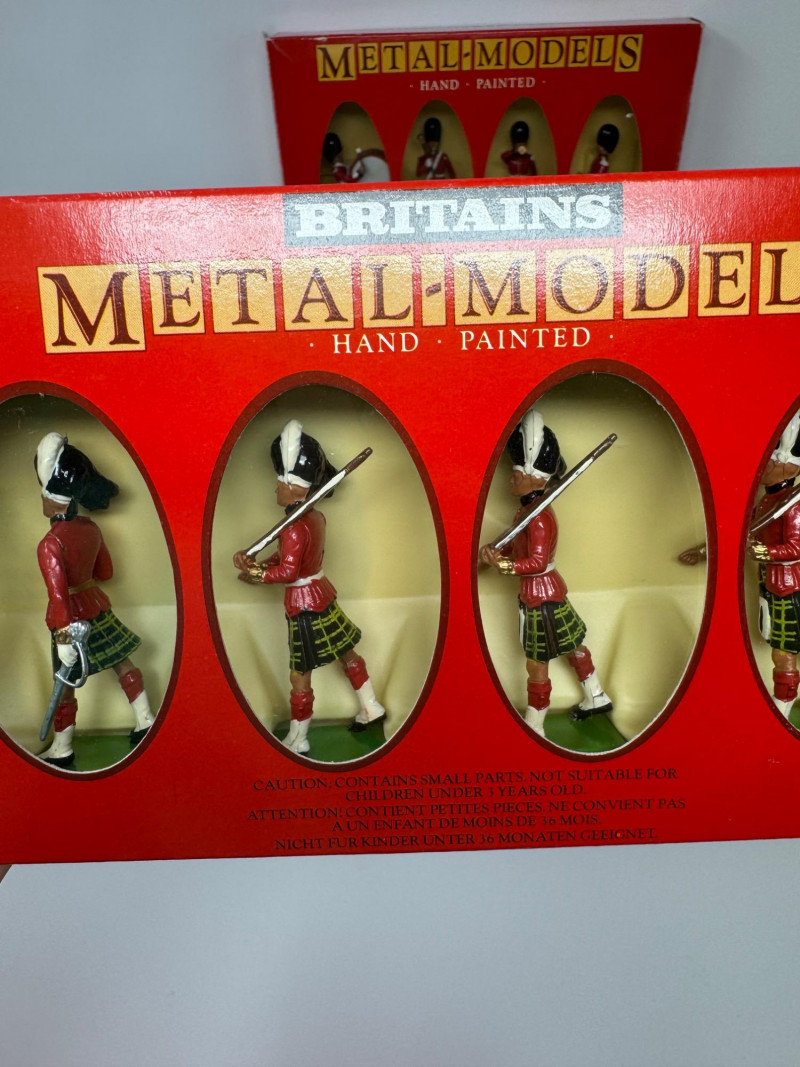 METAL-MODELS
· HAND · PAINTED ·
BRITAINS
METAL-MODEL
· HAND · PAINTED ·
CAUTION: CONTAINS SMALL PARTS. NOT SUITABLE FOR
CHILDREN UNDER 3 YEARS OLD.
ATTENTION! CONTIENT PETITES PIECES. NE CONVIENT PAS
A UN ENFANT DE MOINS DE 36 MOIS.
NICHT FUR KINDER UNTER 36 MONATEN GEEIGNET.